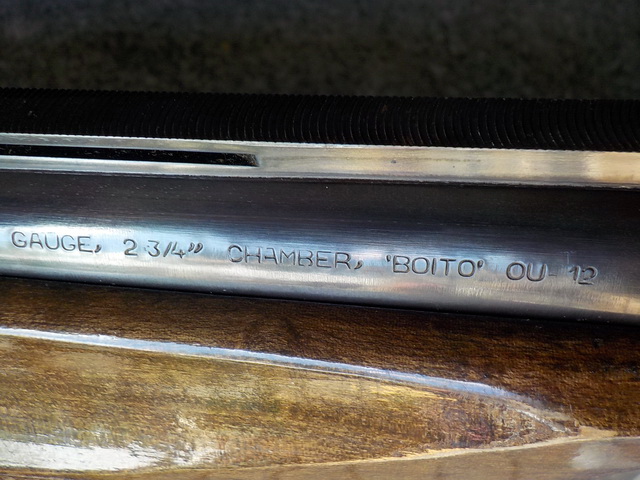 GAUGE, 2 3/4" CHAMBER, 'BOITO' OU 12